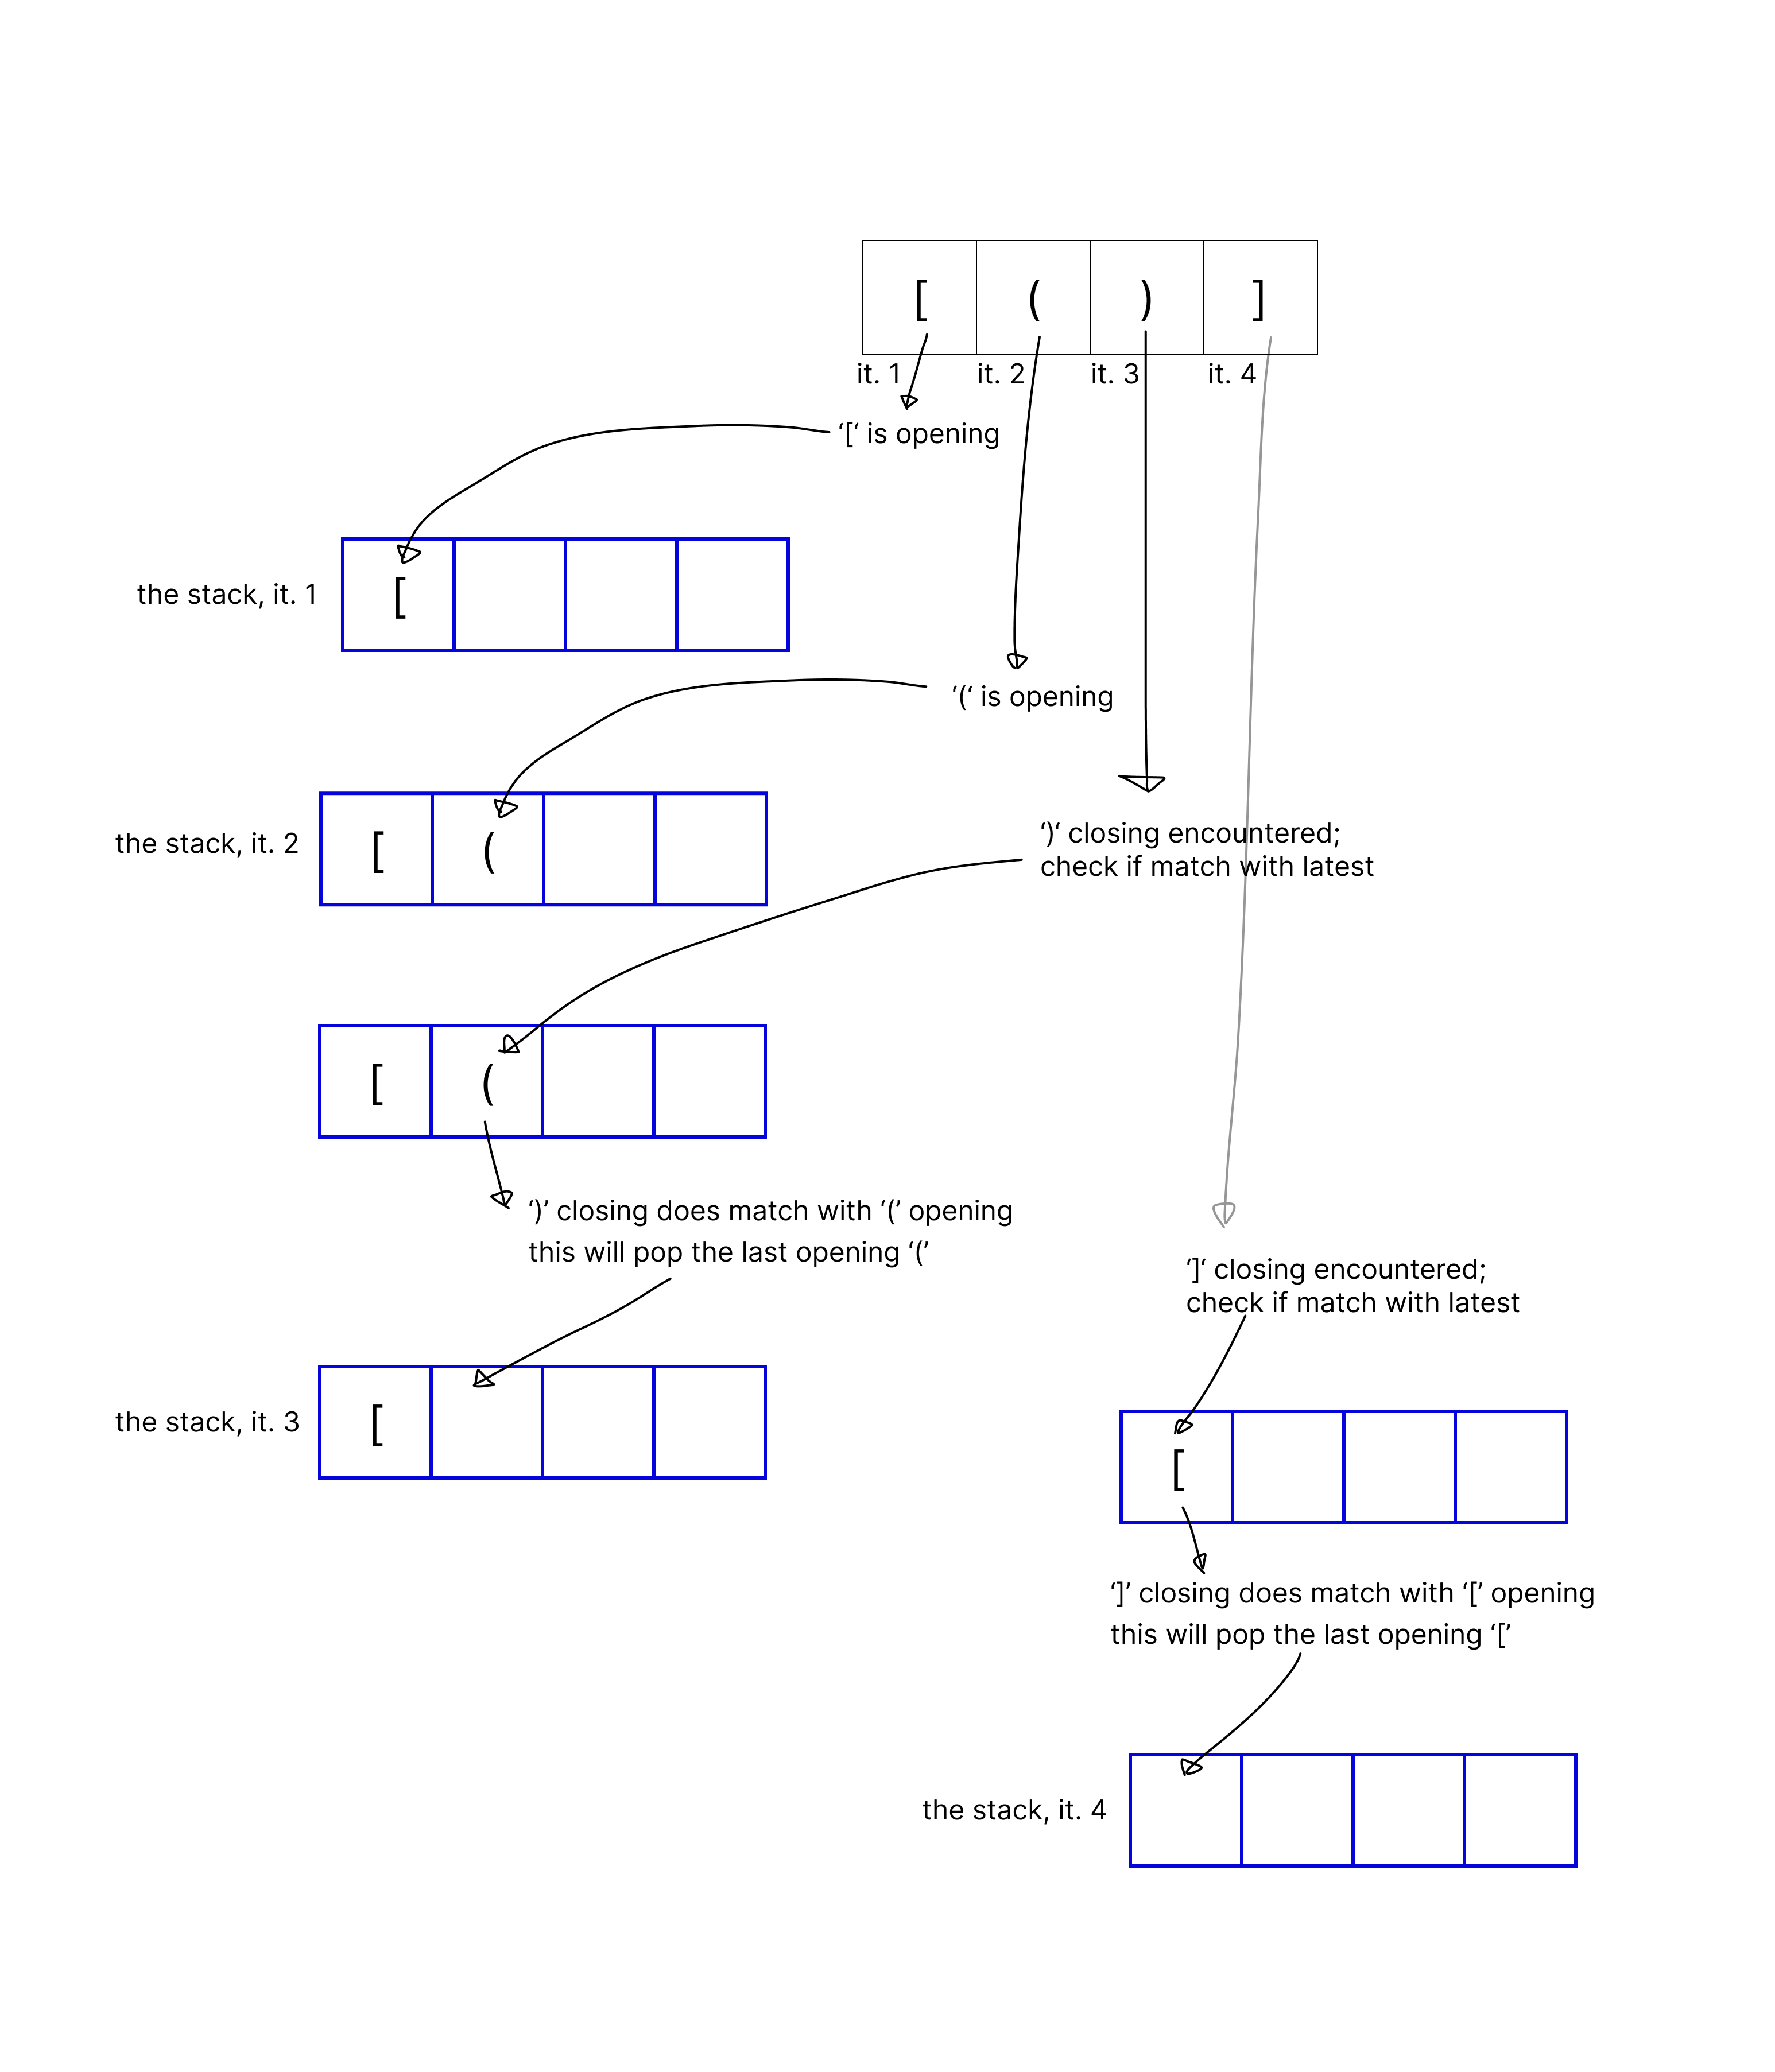 [ ( ) ]
it. 1 it. 2 it. 3 it. 4
‘[‘ is opening
the stack, it. 1
[
‘(‘ is opening
the stack, it. 2
[ (
‘)‘ closing encountered;
check if match with latest
[ (
‘)’ closing does match with ‘(’ opening
this will pop the last opening ‘(’
the stack, it. 3
[
‘]‘ closing encountered;
check if match with latest
[
‘]’ closing does match with ‘[’ opening
this will pop the last opening ‘[’
the stack, it. 4